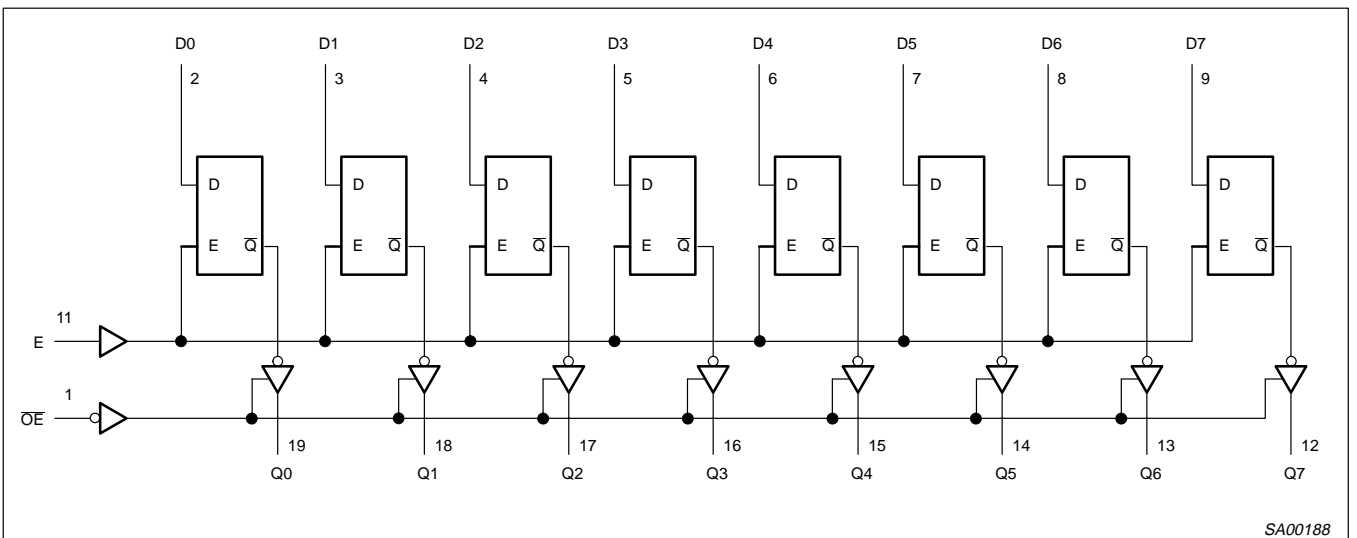 D0 D1 D2 D3 D4 D5 D6 D7
2 3 4 5 6 7 8 9
D D D D D D D D
E Q̅ E Q̅ E Q̅ E Q̅ E Q̅ E Q̅ E Q̅ E Q̅
11
E
1
O̅E̅
19 18 17 16 15 14 13 12
Q0 Q1 Q2 Q3 Q4 Q5 Q6 Q7
SA00188